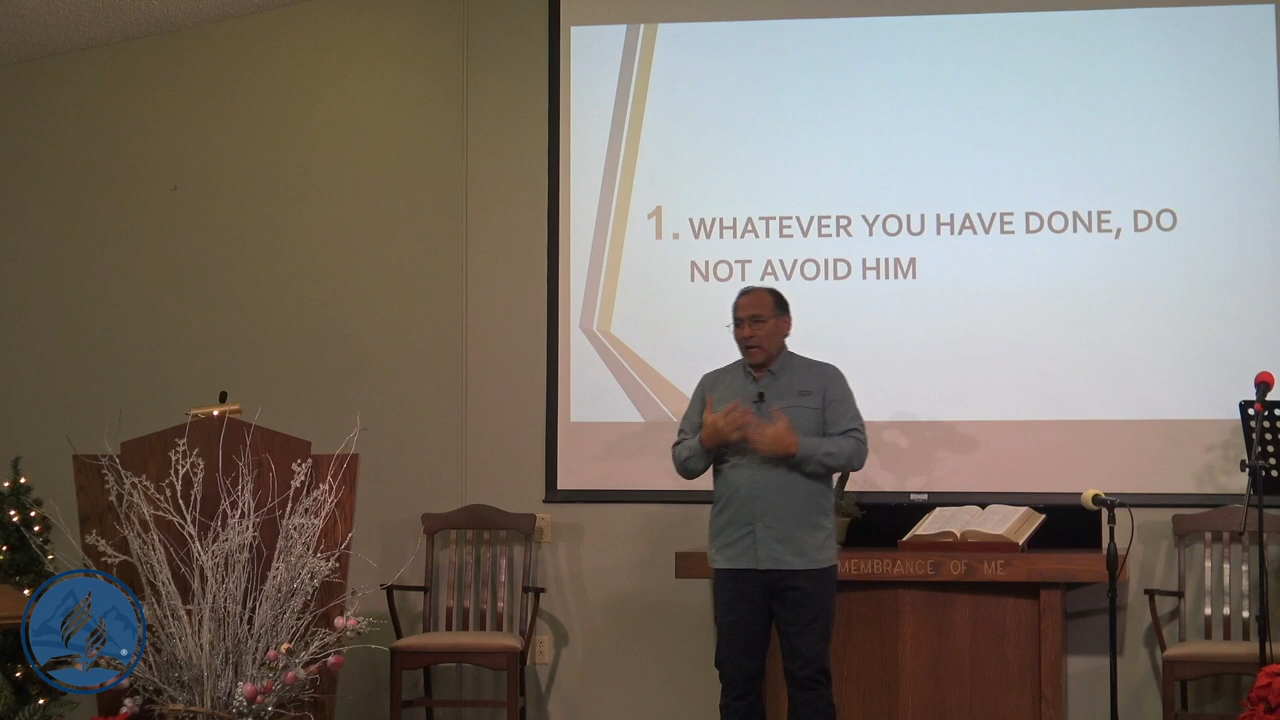 1. WHATEVER YOU HAVE DONE, DO
NOT AVOID HIM
MEMBRANCE OF ME
®